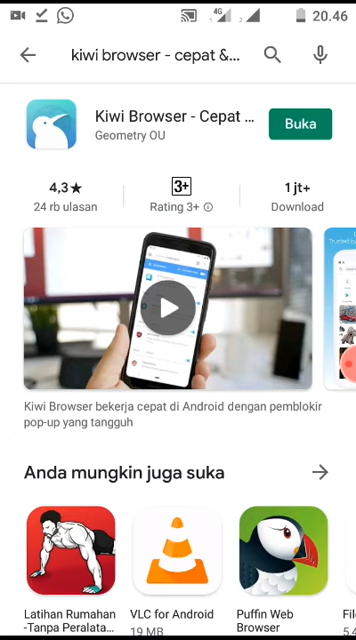 4G
20.46
kiwi browser - cepat &...
Kiwi Browser - Cepat ...
Geometry OU
Buka
4,3★
24 rb ulasan
3+
Rating 3+
1 jt+
Download
Kiwi Browser bekerja cepat di Android dengan pemblokir
pop-up yang tangguh
Anda mungkin juga suka
Latihan Rumahan
-Tanpa Peralata...
VLC for Android
19 MB
Puffin Web
Browser